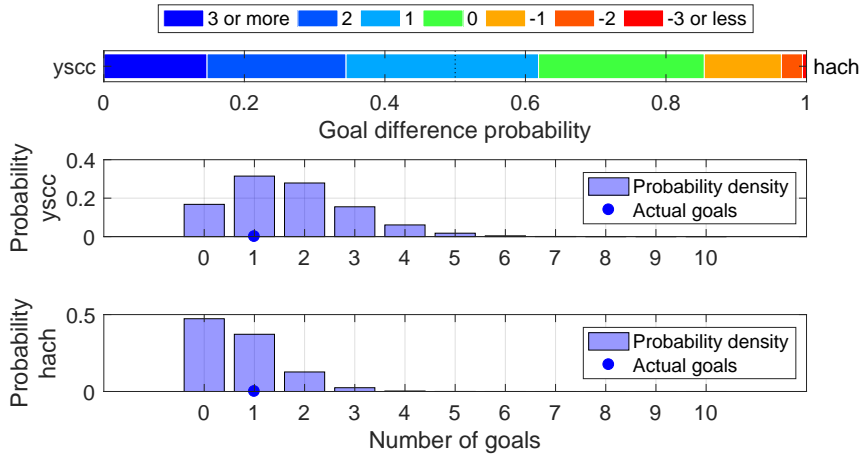 3 or more 2 1 0 -1 -2 -3 or less
yscc hach
0 0.2 0.4 0.6 0.8 1
Goal difference probability
Probability
yscc
0.4
0.2
0
Probability density
Actual goals
0 1 2 3 4 5 6 7 8 9 10
Probability
hach
0.5
0
Probability density
Actual goals
0 1 2 3 4 5 6 7 8 9 10
Number of goals